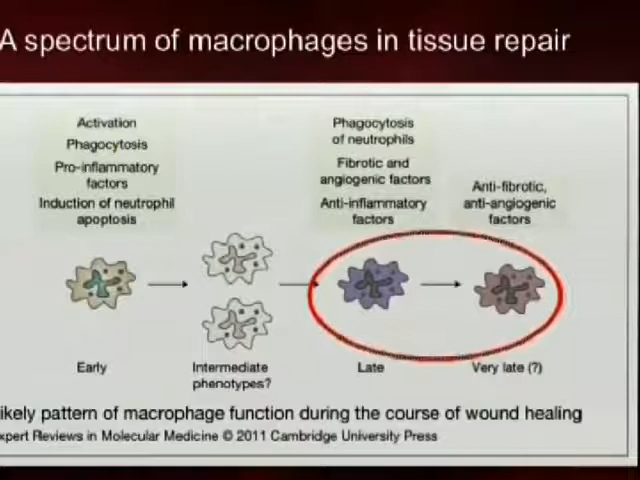 A spectrum of macrophages in tissue repair
Activation
Phagocytosis
Pro-inflammatory
factors
Induction of neutrophil
apoptosis
Phagocytosis
of neutrophils
Fibrotic and
angiogenic factors
Anti-inflammatory
factors
Anti-fibrotic,
anti-angiogenic
factors
Early
Intermediate
phenotypes?
Late
Very late (?)
ikely pattern of macrophage function during the course of wound healing
xpert Reviews in Molecular Medicine © 2011 Cambridge University Press